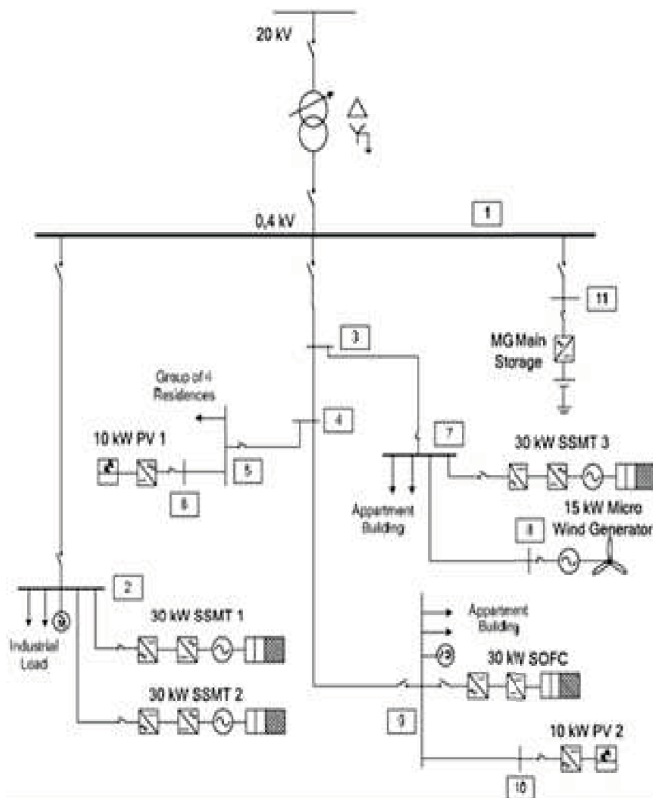 20 kV
0,4 kV
1
11
MG Main
Storage
3
Group of 4
Residences
4
10 kW PV 1
5
6
7
30 kW SSMT 3
Appartment
Building
8
15 kW Micro
Wind Generator
2
Industrial
Load
30 kW SSMT 1
30 kW SSMT 2
Appartment
Building
30 kW SOFC
9
10 kW PV 2
10